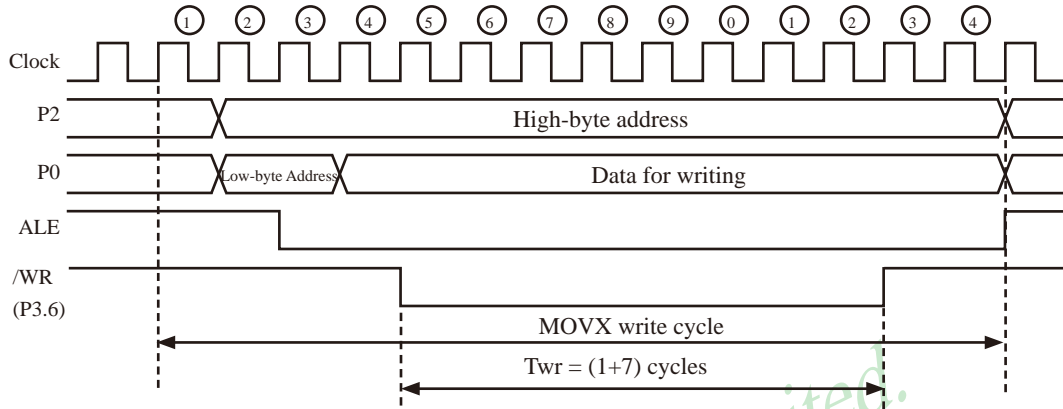 ① ② ③ ④ ⑤ ⑥ ⑦ ⑧ ⑨ ⓪ ① ② ③ ④
Clock
P2
High-byte address
P0
Low-byte Address
Data for writing
ALE
/WR
(P3.6)
MOVX write cycle
Twr = (1+7) cycles
ited.